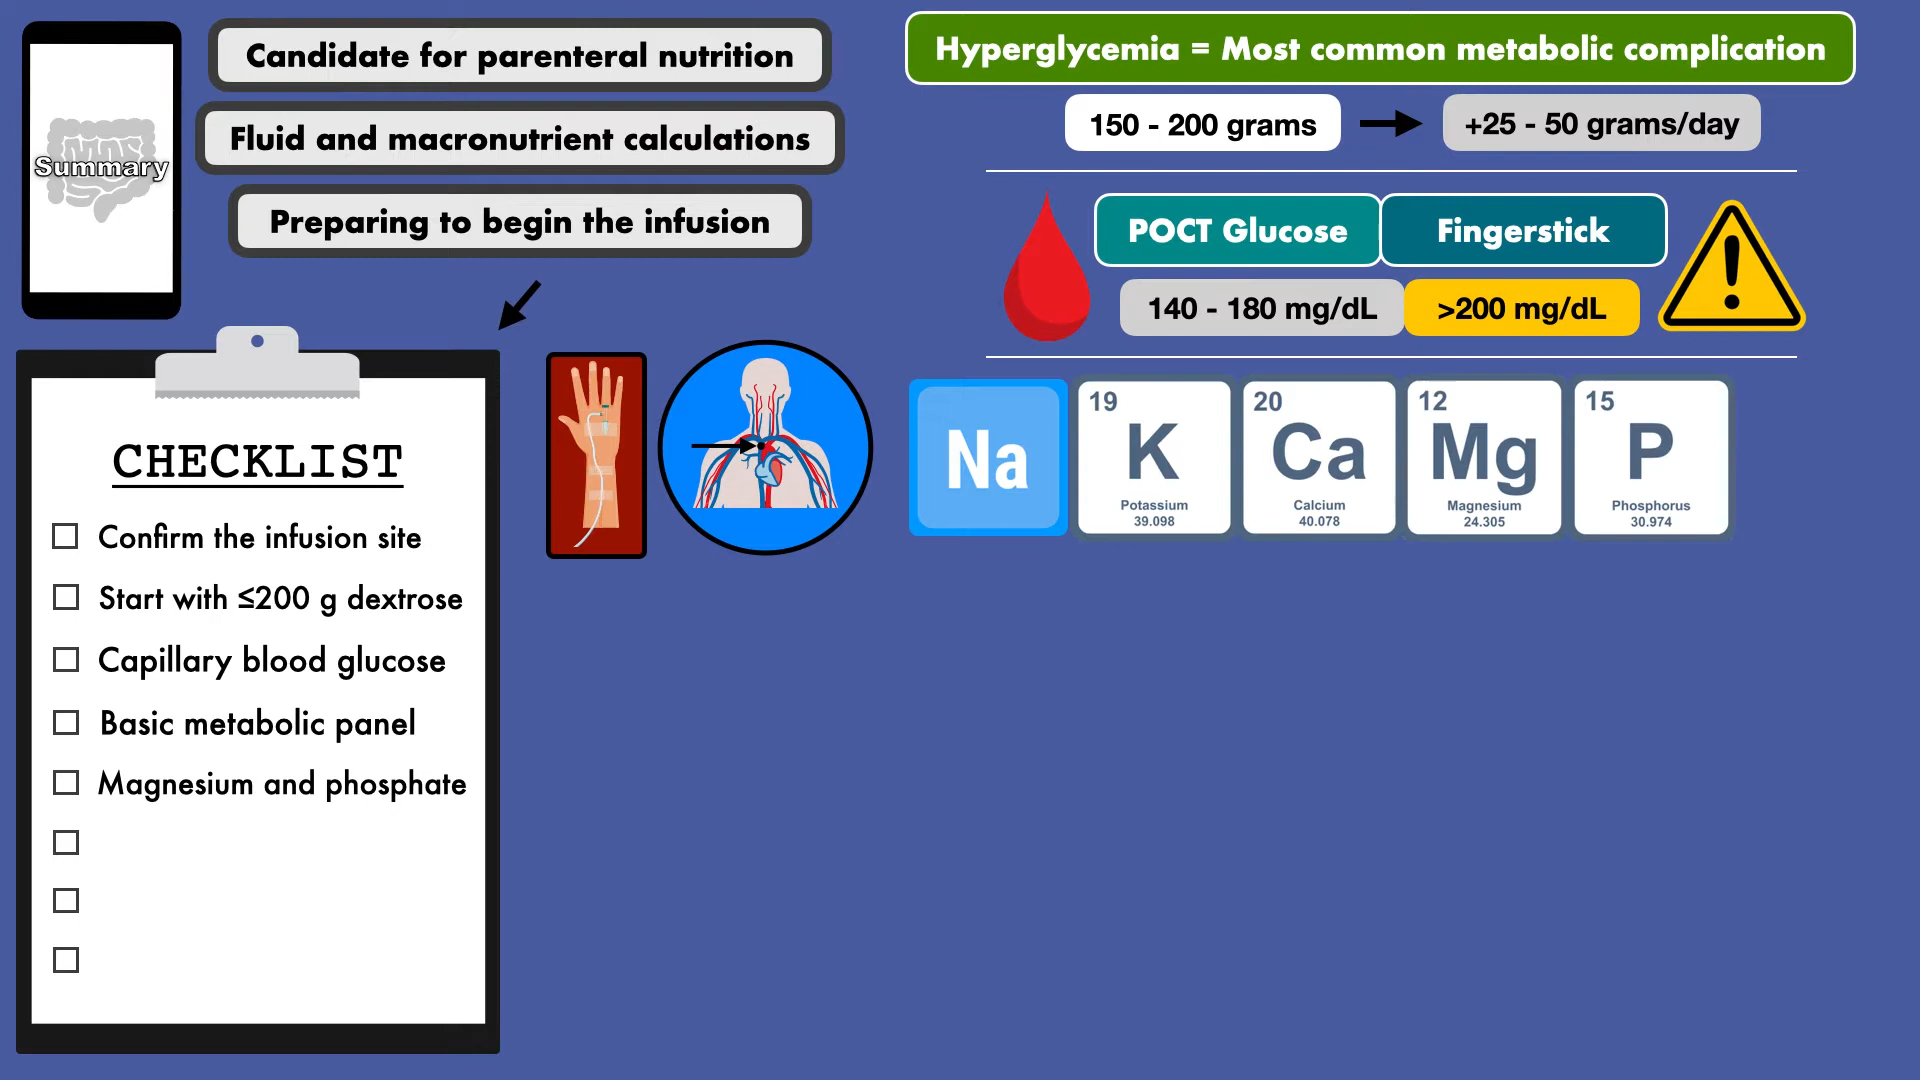 Summary
Candidate for parenteral nutrition
Fluid and macronutrient calculations
Preparing to begin the infusion
CHECKLIST
Confirm the infusion site
Start with ≤200 g dextrose
Capillary blood glucose
Basic metabolic panel
Magnesium and phosphate
Hyperglycemia = Most common metabolic complication
150 - 200 grams
+25 - 50 grams/day
POCT Glucose
Fingerstick
140 - 180 mg/dL
>200 mg/dL
Na
19
K
Potassium
39.098
20
Ca
Calcium
40.078
12
Mg
Magnesium
24.305
15
P
Phosphorus
30.974